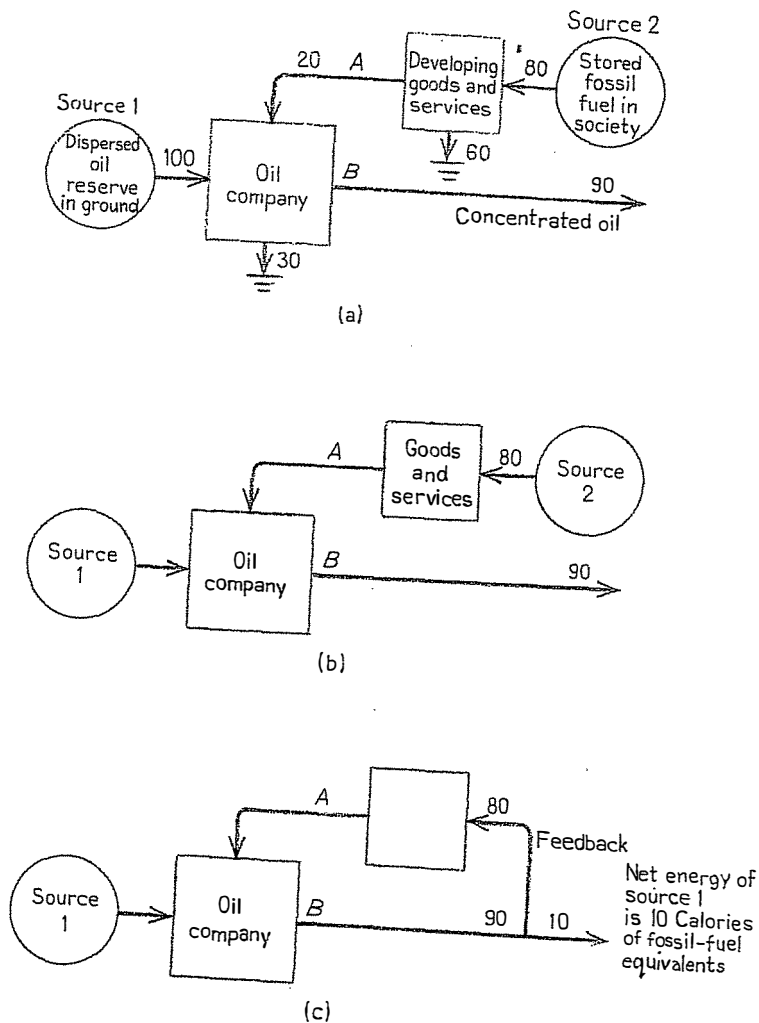 Source 2
20 A
Developing
goods and
services
80
Stored
fossil
fuel in
society
Source 1
Dispersed
oil
reserve
in ground
100
Oil
company
60
B
90
Concentrated oil
30
(a)
A
Goods
and
services
80
Source
2
Source
1
Oil
company
B
90
(b)
A
80
Feedback
Source
1
Oil
company
B
90
10
Net energy of
source 1
is 10 Calories
of fossil-fuel
equivalents
(c)